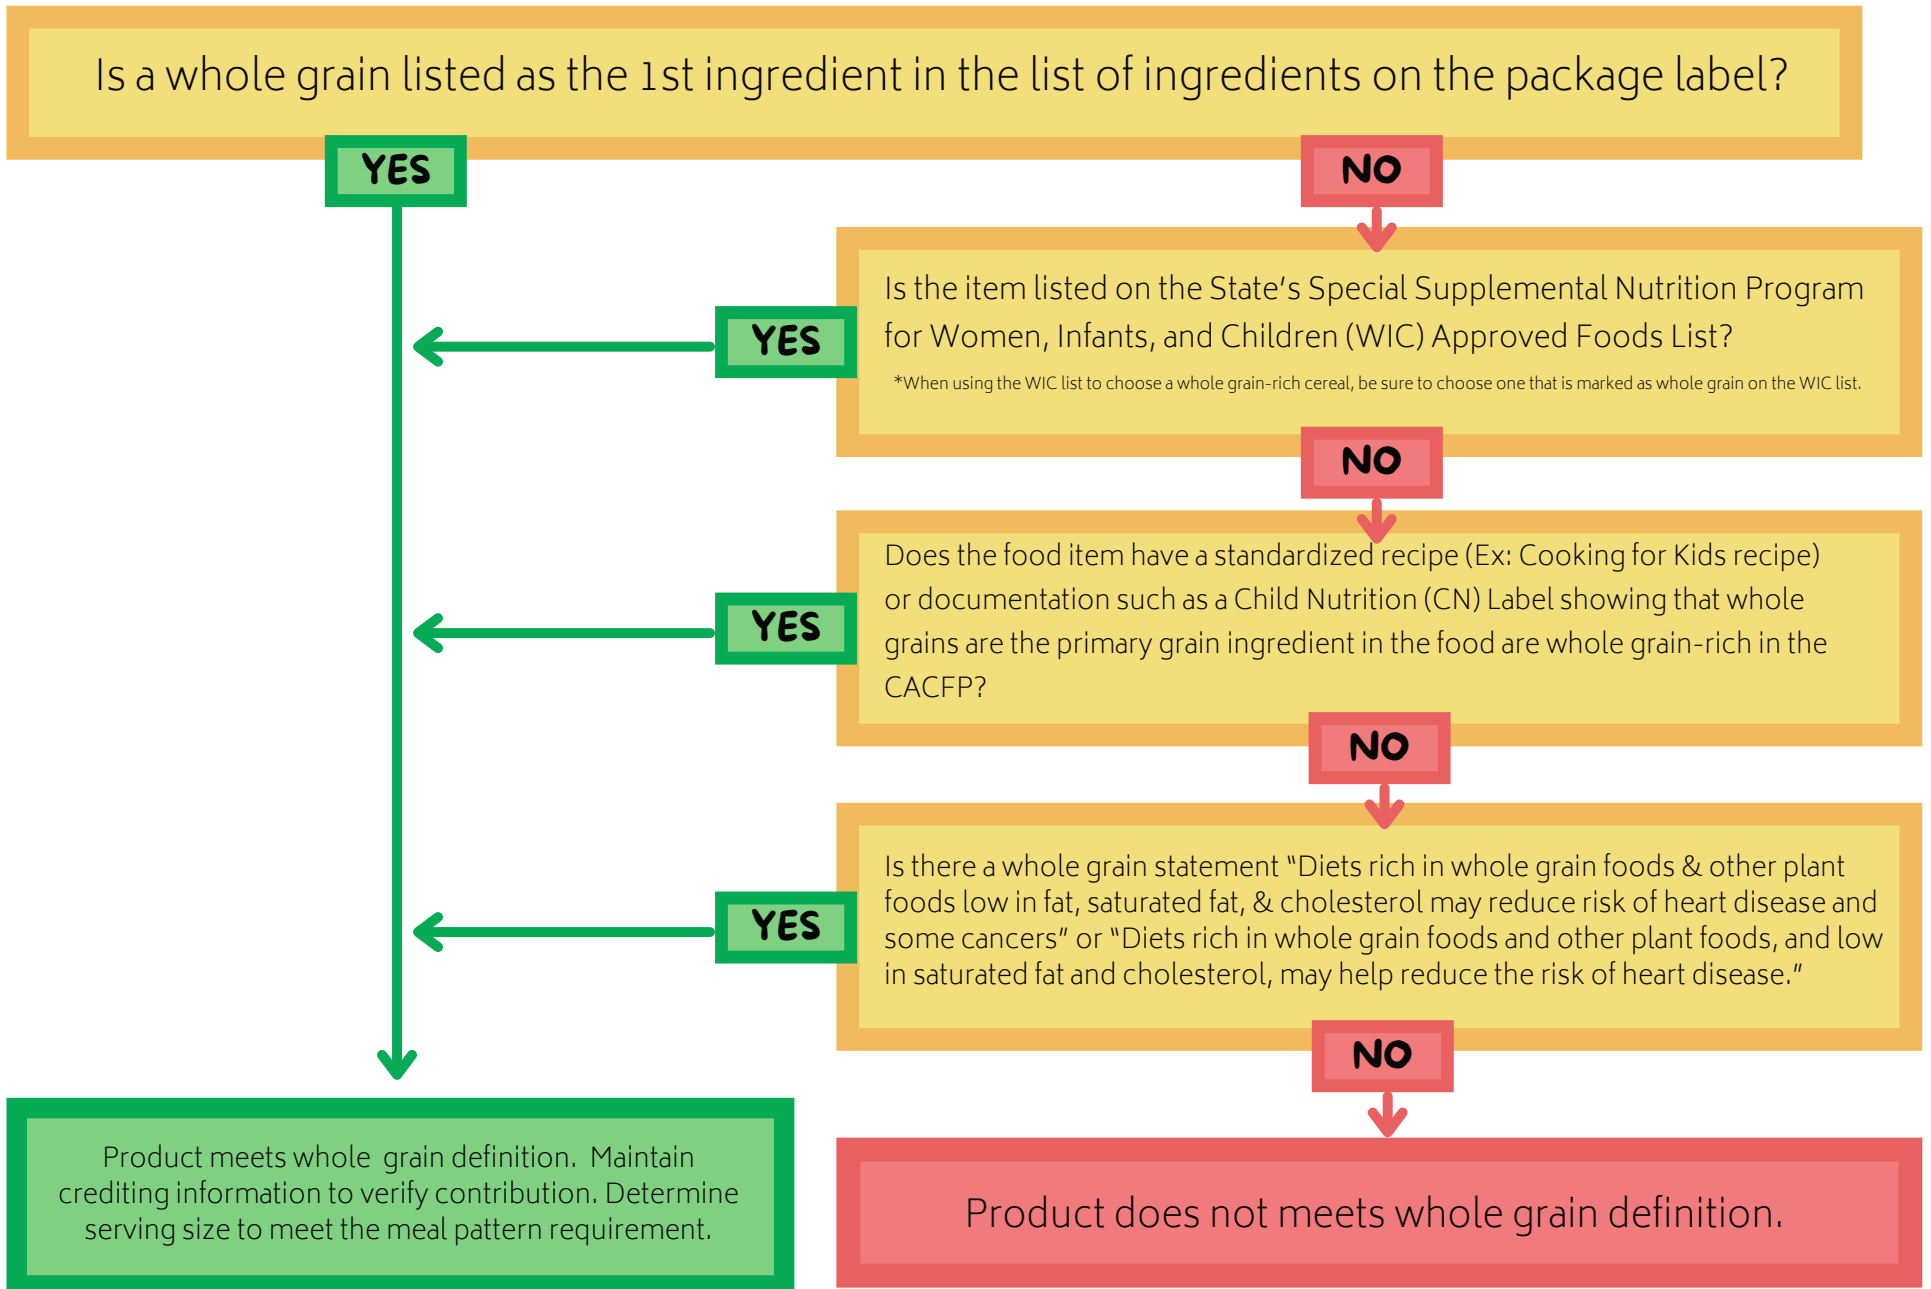 Is a whole grain listed as the 1st ingredient in the list of ingredients on the package label?
YES
NO
Is the item listed on the State’s Special Supplemental Nutrition Program
for Women, Infants, and Children (WIC) Approved Foods List?
*When using the WIC list to choose a whole grain-rich cereal, be sure to choose one that is marked as whole grain on the WIC list.
YES
NO
Does the food item have a standardized recipe (Ex: Cooking for Kids recipe)
or documentation such as a Child Nutrition (CN) Label showing that whole
grains are the primary grain ingredient in the food are whole grain-rich in the
CACFP?
YES
NO
Is there a whole grain statement “Diets rich in whole grain foods & other plant
foods low in fat, saturated fat, & cholesterol may reduce risk of heart disease and
some cancers” or “Diets rich in whole grain foods and other plant foods, and low
in saturated fat and cholesterol, may help reduce the risk of heart disease.”
YES
NO
Product meets whole grain definition. Maintain
crediting information to verify contribution. Determine
serving size to meet the meal pattern requirement.
Product does not meets whole grain definition.